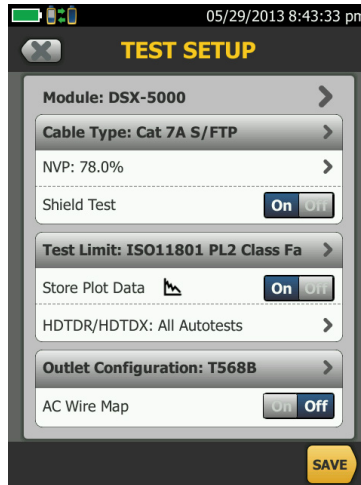 05/29/2013 8:43:33 pm
TEST SETUP
Module: DSX-5000
Cable Type: Cat 7A S/FTP
NVP: 78.0%
Shield Test On Off
Test Limit: ISO11801 PL2 Class Fa
Store Plot Data On Off
HDTDR/HDTDX: All Autotests
Outlet Configuration: T568B
AC Wire Map On Off
SAVE